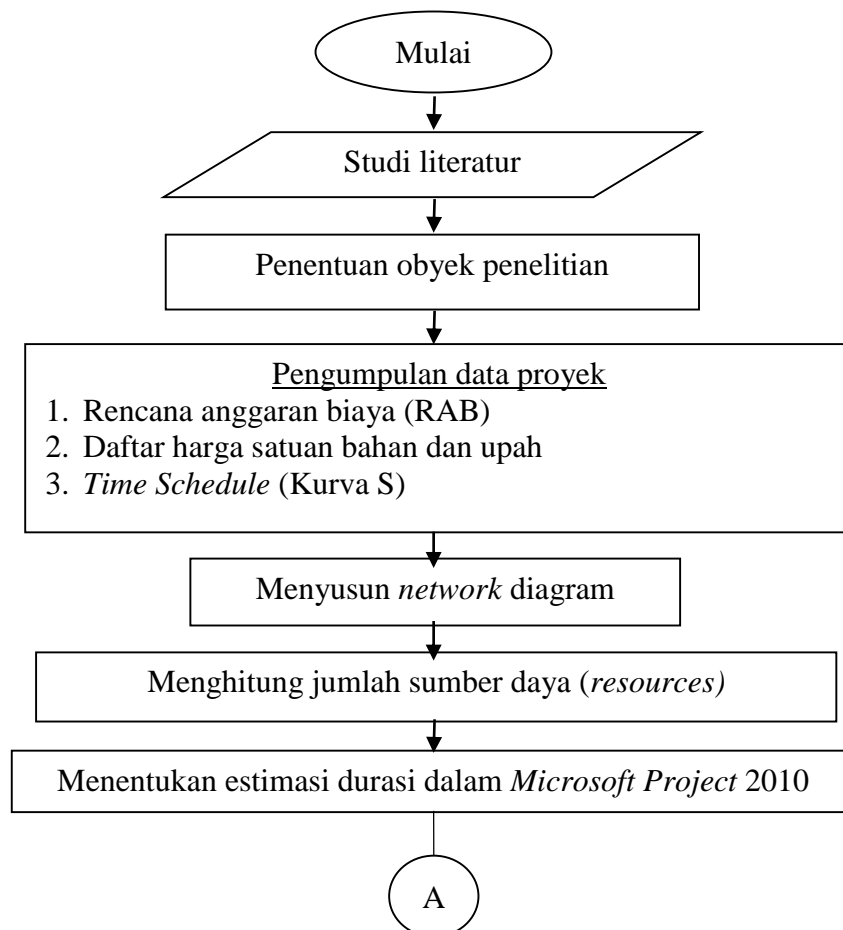 Mulai
Studi literatur
Penentuan obyek penelitian
Pengumpulan data proyek
1. Rencana anggaran biaya (RAB)
2. Daftar harga satuan bahan dan upah
3. Time Schedule (Kurva S)
Menyusun network diagram
Menghitung jumlah sumber daya (resources)
Menentukan estimasi durasi dalam Microsoft Project 2010
A